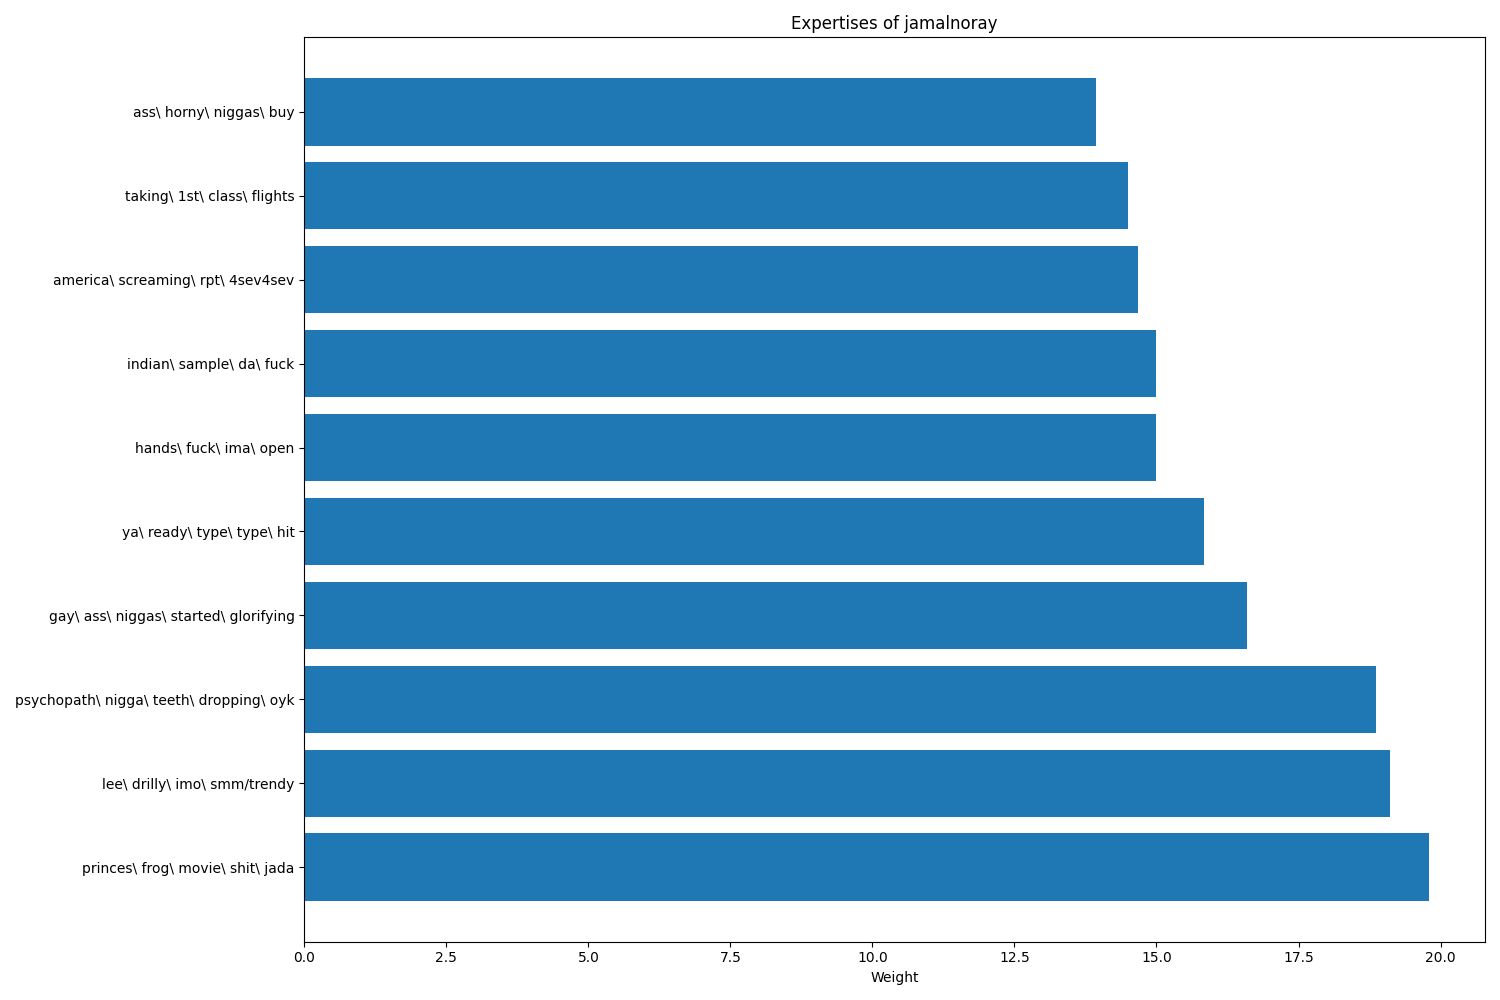 Expertises of jamalnoray
ass\ horny\ niggas\ buy
taking\ 1st\ class\ flights
america\ screaming\ rpt\ 4sev4sev
indian\ sample\ da\ fuck
hands\ fuck\ ima\ open
ya\ ready\ type\ type\ hit
gay\ ass\ niggas\ started\ glorifying
psychopath\ nigga\ teeth\ dropping\ oyk
lee\ drilly\ imo\ smm/trendy
princes\ frog\ movie\ shit\ jada
0.0 2.5 5.0 7.5 10.0 12.5 15.0 17.5 20.0
Weight